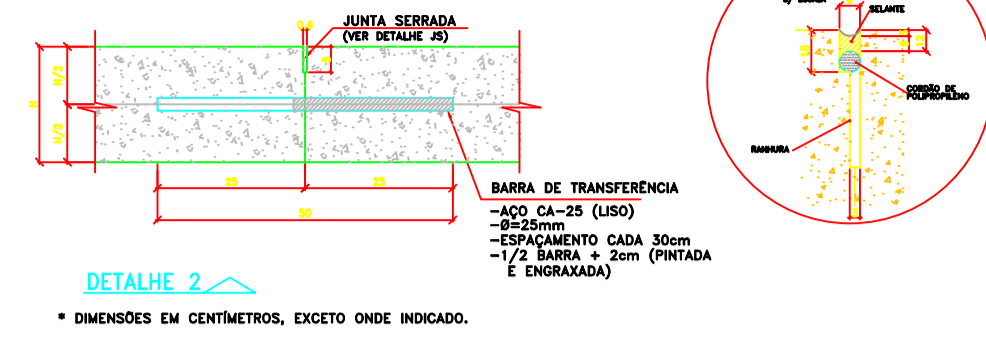 JUNTA SERRADA
(VER DETALHE JS)
0,6
H/2
H
H/2
25
25
50
BARRA DE TRANSFERÊNCIA
-AÇO CA-25 (LISO)
-Ø=25mm
-ESPAÇAMENTO CADA 30cm
-1/2 BARRA + 2cm (PINTADA
E ENGRAXADA)
DETALHE 2
* DIMENSÕES EM CENTÍMETROS, EXCETO ONDE INDICADO.
SELANTE
18
12
CORDÃO DE
POLIPROPILENO
RANHURA